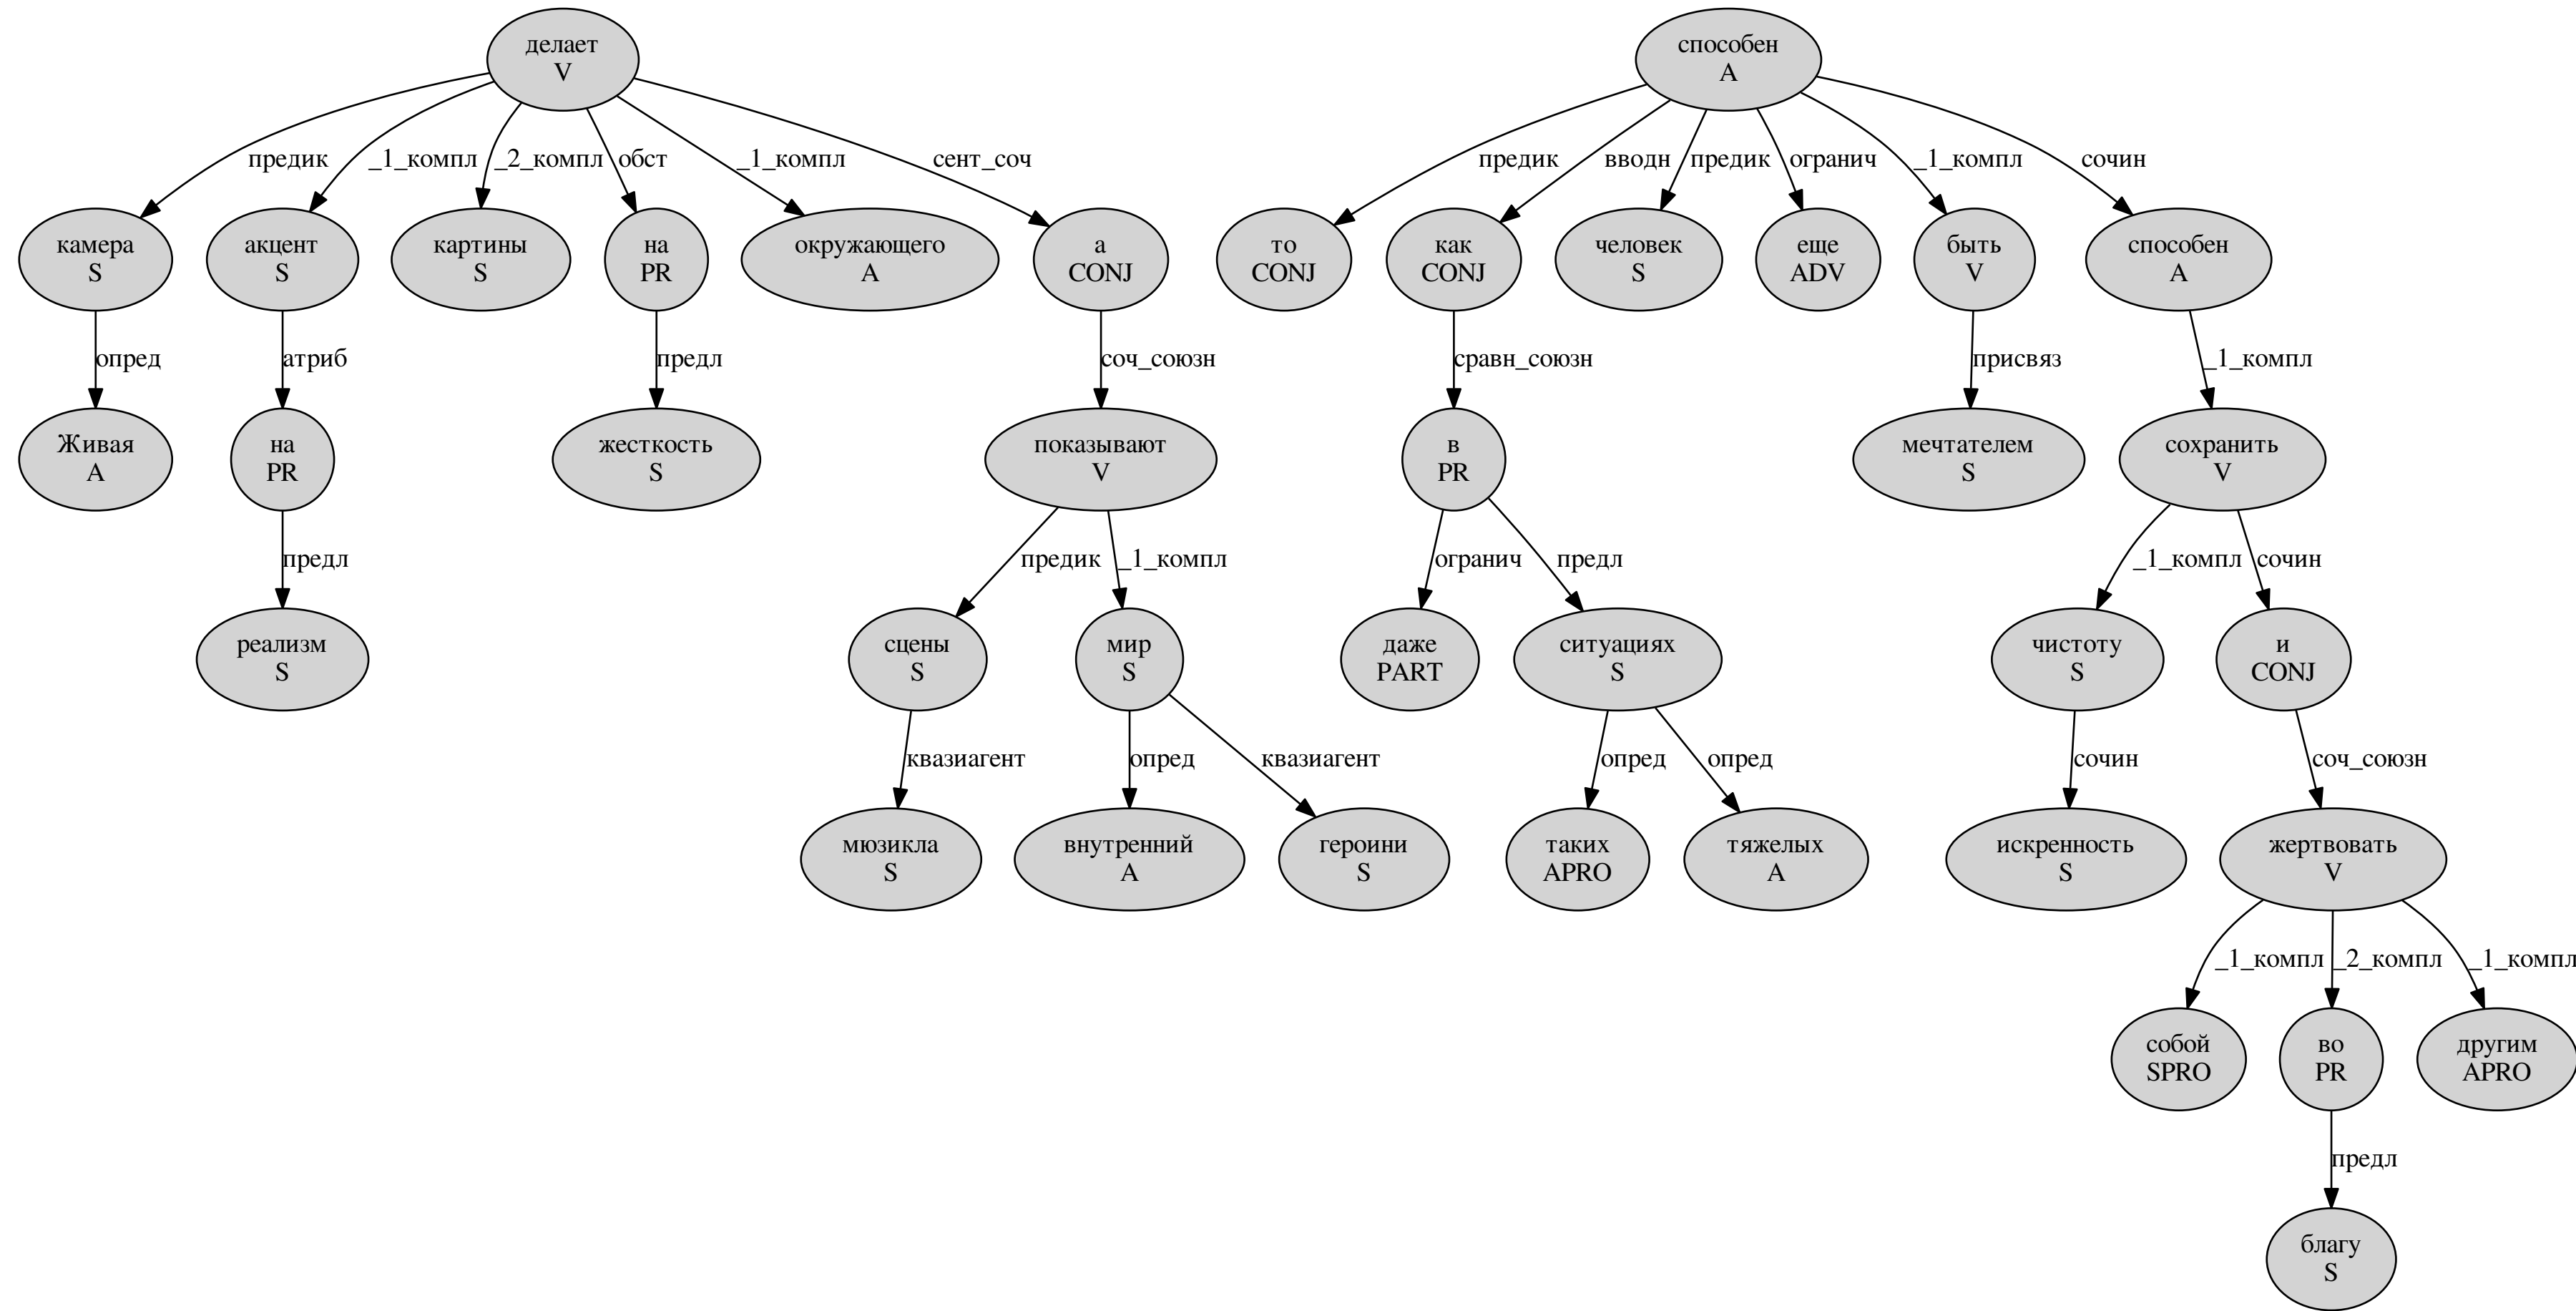 делает
V
способен
A
предик
_1_компл
_2_компл
обст
_1_компл
сент_соч
предик
вводн
предик
огранич
_1_компл
сочин
камера
S
акцент
S
картины
S
на
PR
окружающего
A
а
CONJ
то
CONJ
как
CONJ
человек
S
еще
ADV
быть
V
способен
A
опред
атриб
предл
соч_союзн
сравн_союзн
присвяз
_1_компл
Живая
A
на
PR
жесткость
S
показывают
V
в
PR
мечтателем
S
сохранить
V
предл
предик
_1_компл
огранич
предл
_1_компл
сочин
реализм
S
сцены
S
мир
S
даже
PART
ситуациях
S
чистоту
S
и
CONJ
квазиагент
опред
квазиагент
опред
опред
сочин
соч_союзн
мюзикла
S
внутренний
A
героини
S
таких
APRO
тяжелых
A
искренность
S
жертвовать
V
_1_компл
_2_компл
_1_компл
собой
SPRO
во
PR
другим
APRO
предл
благу
S